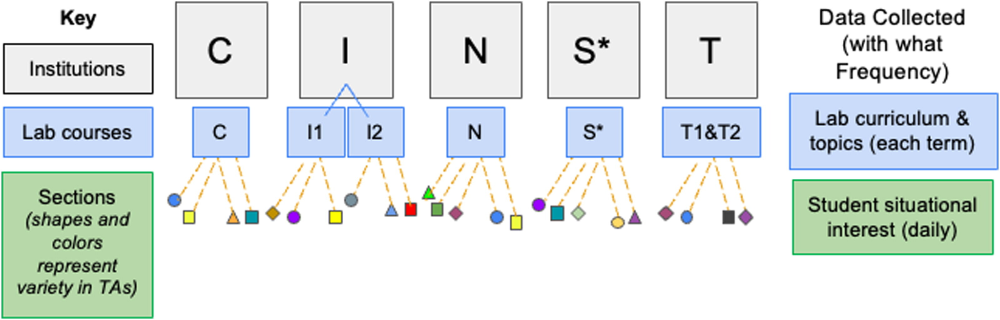 Key
Institutions
Lab courses
Sections
(shapes and
colors
represent
variety in TAs)
C
I
N
S*
T
C
I1
I2
N
S*
T1&T2
Data Collected
(with what
Frequency)
Lab curriculum &
topics (each term)
Student situational
interest (daily)